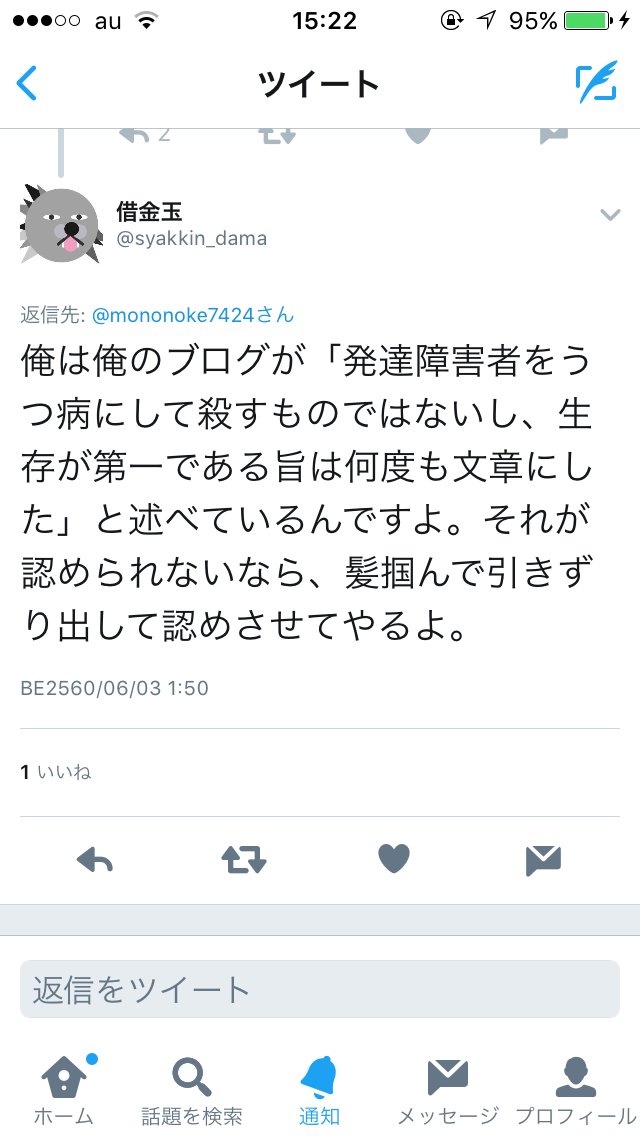 au 15:22 95%
ツイート
2
借金玉
@syakkin_dama
返信先: @mononoke7424さん
俺は俺のブログが「発達障害者をう
つ病にして殺すものではないし、生
存が第一である旨は何度も文章にし
た」と述べているんですよ。それが
認められないなら、髪掴んで引きず
り出して認めさせてやるよ。
BE2560/06/03 1:50
1 いいね
返信をツイート
ホーム 話題を検索 通知 メッセージ プロフィール